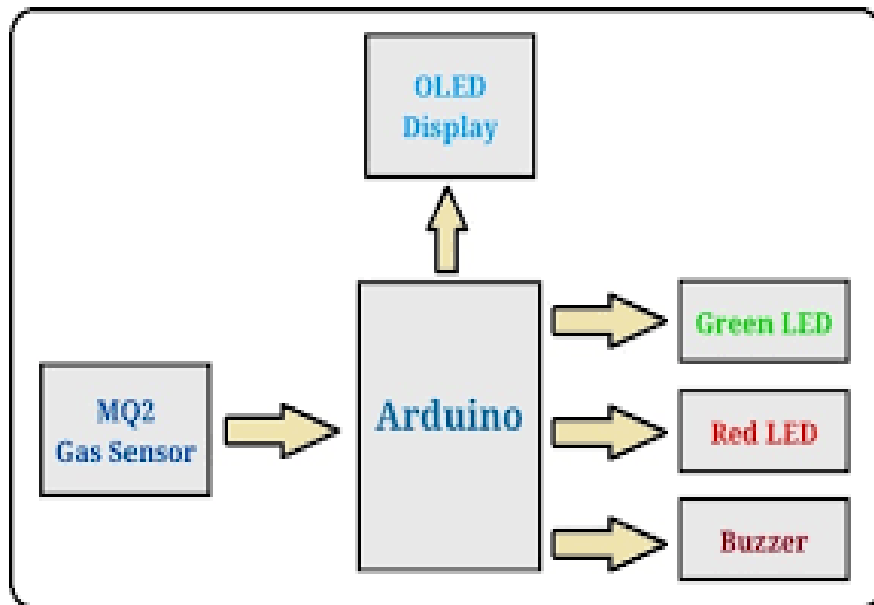 OLED
Display
Green LED
MQ2
Gas Sensor
Arduino
Red LED
Buzzer